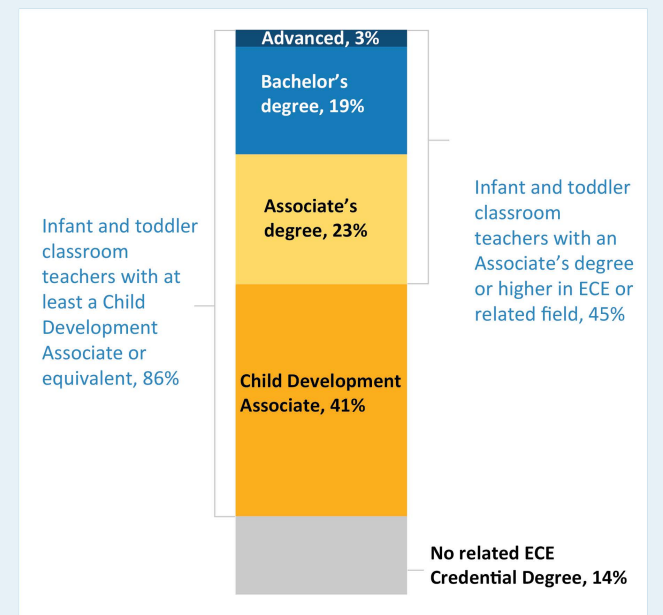 Advanced, 3%
Bachelor's
degree, 19%
Associate's
degree, 23%
Infant and toddler
classroom
teachers with an
Associate's degree
or higher in ECE or
related field, 45%
Infant and toddler
classroom
teachers with at
least a Child
Development
Associate or
equivalent, 86%
Child Development
Associate, 41%
No related ECE
Credential Degree, 14%